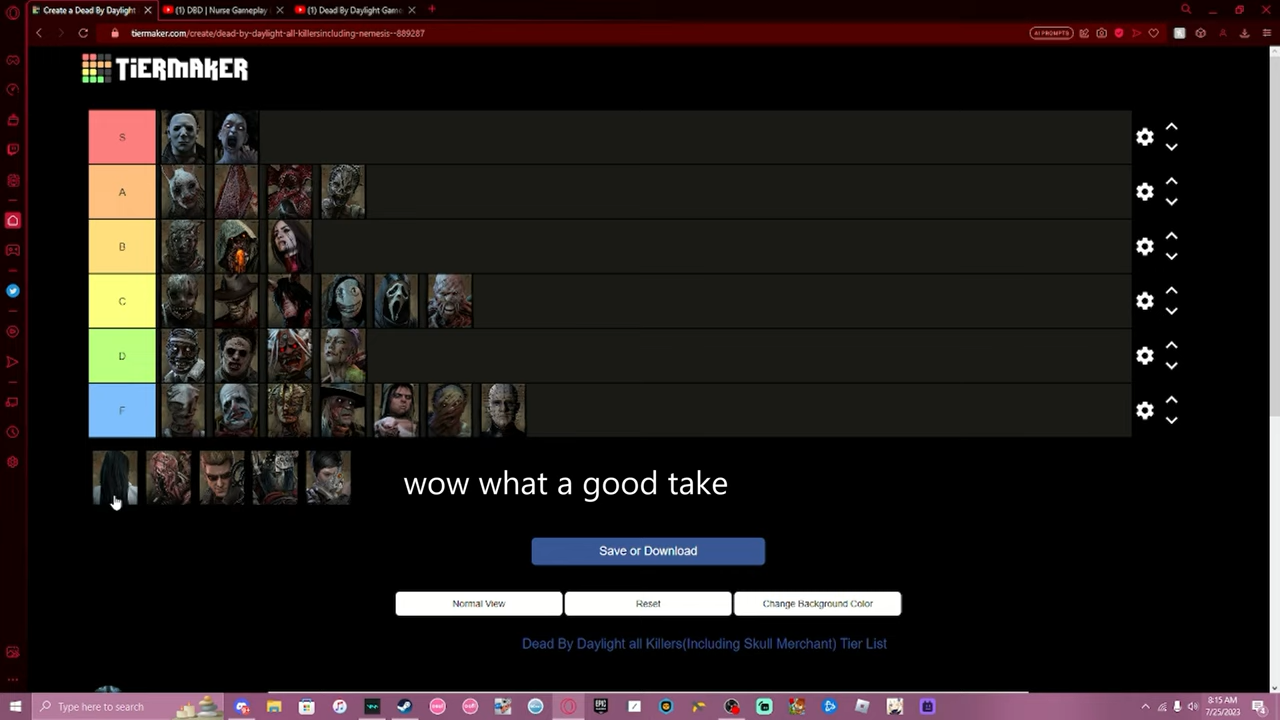 Create a Dead By Daylight
(1) DBD | Nurse Gameplay
(1) Dead By Daylight Game
tiermaker.com/create/dead-by-daylight-all-killersincluding-nemesis--889287
AI PROMPTS
TiERMAKER
S
A
B
C
D
F
wow what a good take
Save or Download
Normal View
Reset
Change Background Color
Dead By Daylight all Killers(Including Skull Merchant) Tier List
Type here to search
EPIC
8:15 AM
7/25/2023